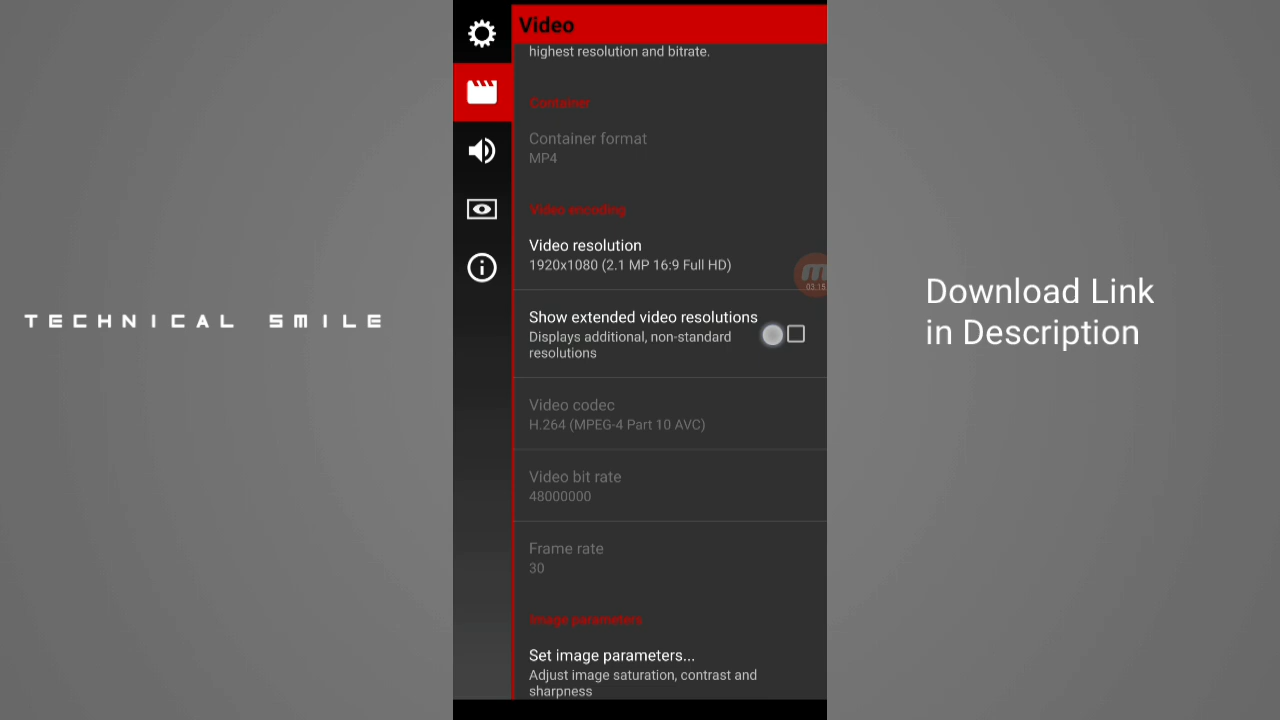 TECHNICAL SMILE
Video
highest resolution and bitrate.
Container
Container format
MP4
Video encoding
Video resolution
1920x1080 (2.1 MP 16:9 Full HD)
03:15
Show extended video resolutions
Displays additional, non-standard
resolutions
Video codec
H.264 (MPEG-4 Part 10 AVC)
Video bit rate
48000000
Frame rate
30
Image parameters
Set image parameters...
Adjust image saturation, contrast and
sharpness
Download Link
in Description